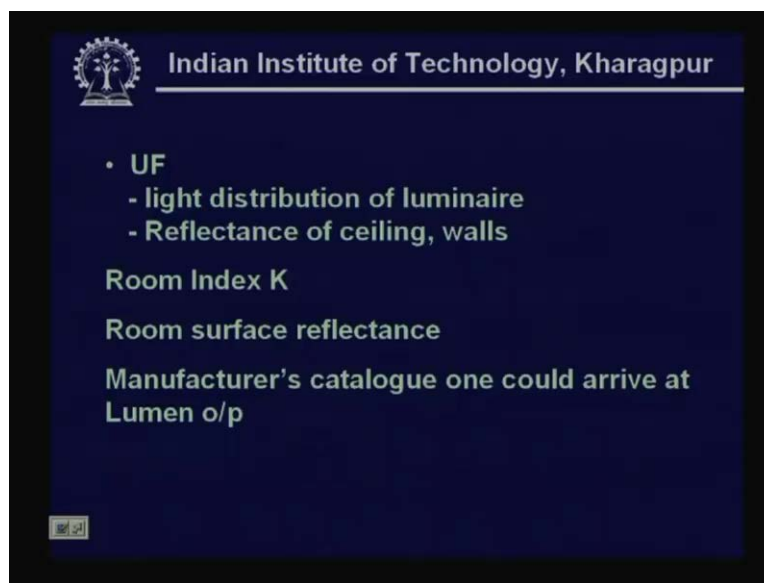 Indian Institute of Technology, Kharagpur
• UF
- light distribution of luminaire
- Reflectance of ceiling, walls
Room Index K
Room surface reflectance
Manufacturer's catalogue one could arrive at
Lumen o/p